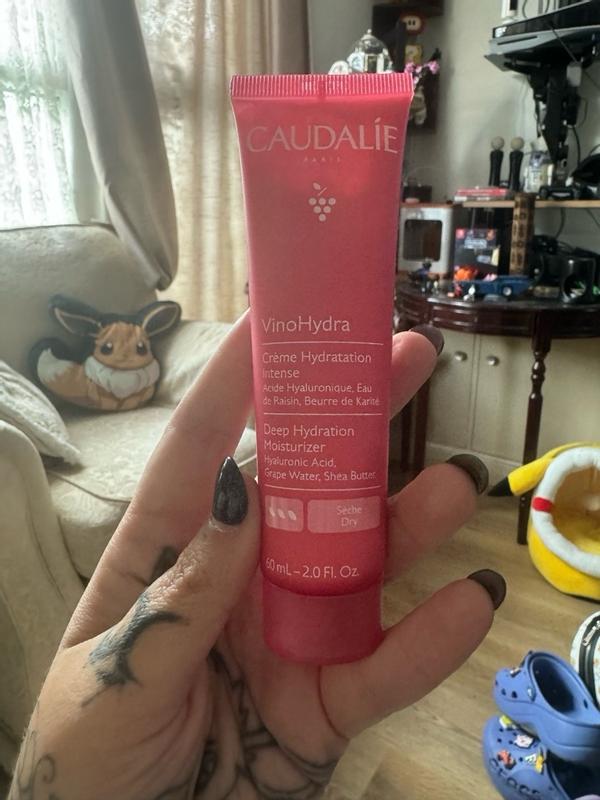 CAUDALÍE
PARIS
VinoHydra
Crème Hydratation
Intense
Acide Hyaluronique, Eau
de Raisin, Beurre de Karité
Deep Hydration
Moisturizer
Hyaluronic Acid,
Grape Water, Shea Butter
Sèche
Dry
60 mL – 2.0 Fl. Oz.